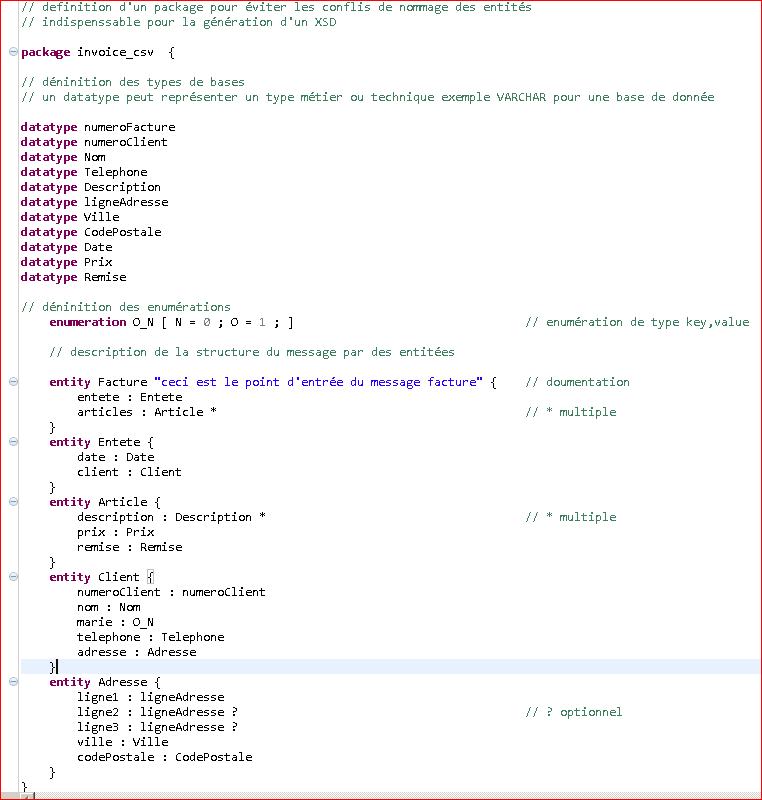 // definition d'un package pour éviter les conflis de nommage des entités
// indispenssable pour la génération d'un XSD
package invoice_csv  {
// déninition des types de bases
// un datatype peut représenter un type métier ou technique exemple VARCHAR pour une base de donnée
datatype numeroFacture
datatype numeroClient
datatype Nom
datatype Telephone
datatype Description
datatype ligneAdresse
datatype Ville
datatype CodePostale
datatype Date
datatype Prix
datatype Remise
// déninition des enumérations
enumeration O_N [ N = 0 ; O = 1 ; ] // enumération de type key,value
// description de la structure du message par des entitées
entity Facture "ceci est le point d'entrée du message facture" { // doumentation
entete : Entete
articles : Article * // * multiple
}
entity Entete {
date : Date
client : Client
}
entity Article {
description : Description * // * multiple
prix : Prix
remise : Remise
}
entity Client {
numeroClient : numeroClient
nom : Nom
marie : O_N
telephone : Telephone
adresse : Adresse
}
entity Adresse {
ligne1 : ligneAdresse
ligne2 : ligneAdresse ? // ? optionnel
ligne3 : ligneAdresse ?
ville : Ville
codePostale : CodePostale
}
}